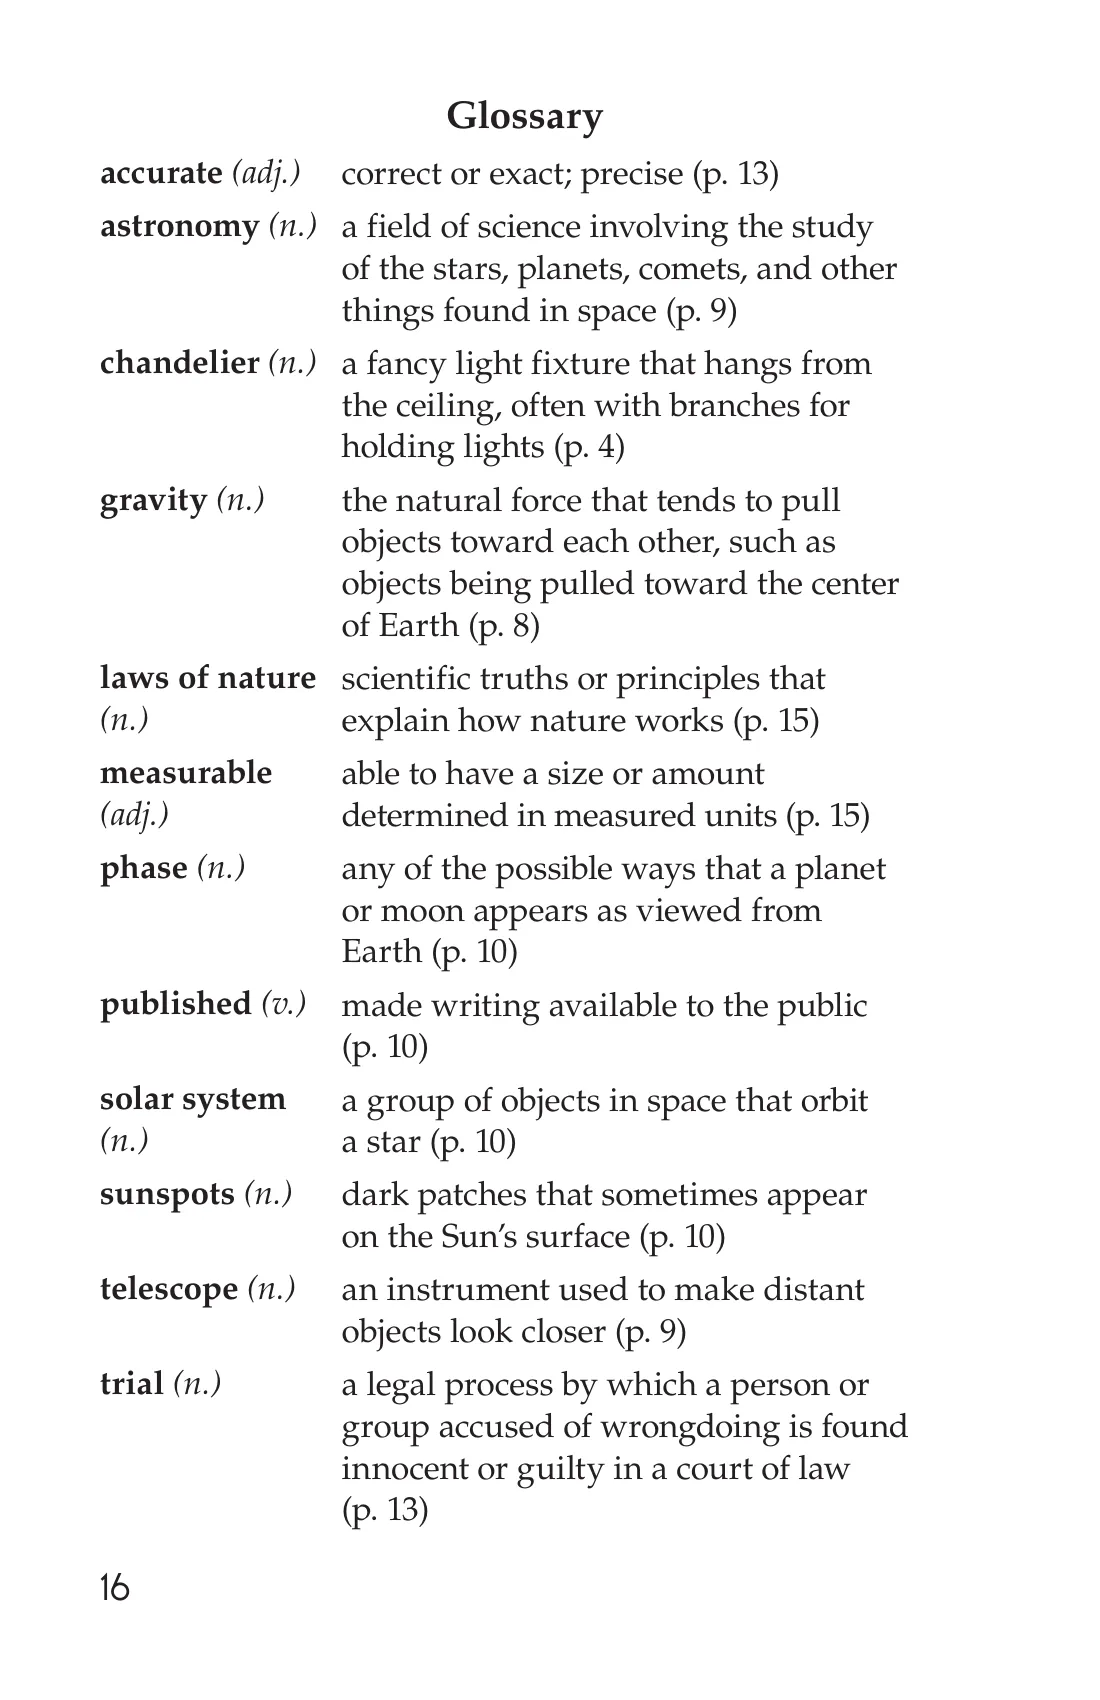 Glossary
accurate (adj.) correct or exact; precise (p. 13)
astronomy (n.) a field of science involving the study
of the stars, planets, comets, and other
things found in space (p. 9)
chandelier (n.) a fancy light fixture that hangs from
the ceiling, often with branches for
holding lights (p. 4)
gravity (n.) the natural force that tends to pull
objects toward each other, such as
objects being pulled toward the center
of Earth (p. 8)
laws of nature scientific truths or principles that
(n.) explain how nature works (p. 15)
measurable able to have a size or amount
(adj.) determined in measured units (p. 15)
phase (n.) any of the possible ways that a planet
or moon appears as viewed from
Earth (p. 10)
published (v.) made writing available to the public
(p. 10)
solar system a group of objects in space that orbit
(n.) a star (p. 10)
sunspots (n.) dark patches that sometimes appear
on the Sun’s surface (p. 10)
telescope (n.) an instrument used to make distant
objects look closer (p. 9)
trial (n.) a legal process by which a person or
group accused of wrongdoing is found
innocent or guilty in a court of law
(p. 13)
16